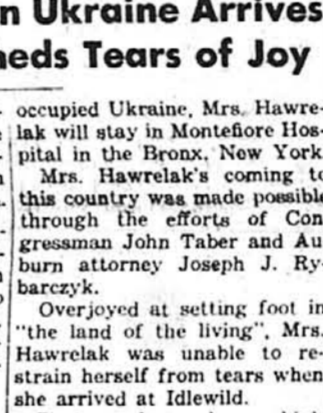 n Ukraine Arrives
heds Tears of Joy
occupied Ukraine, Mrs. Hawre-
lak will stay in Montefiore Hos-
pital in the Bronx, New York
Mrs. Hawrelak's coming to
this country was made possible
through the efforts of Con
gressman John Taber and Au
burn attorney Joseph J. Ry-
barczyk.
Overjoyed at setting foot in
"the land of the living", Mrs.
Hawrelak was unable to re-
strain herself from tears when
she arrived at Idlewild.